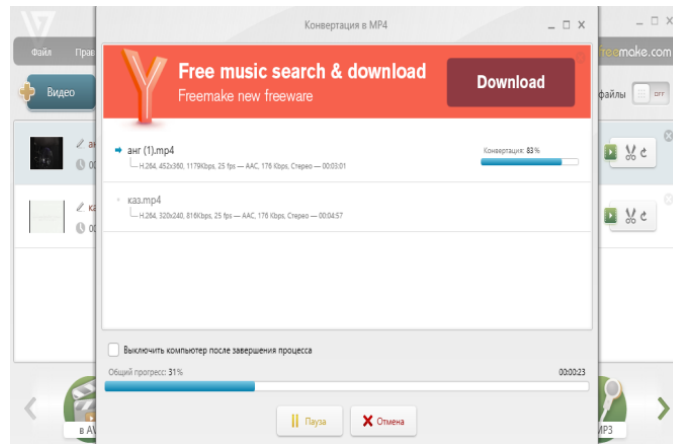 Конвертация в MP4
Файл
Прав
freemake.com
Free music search & download
Freemake new freeware
Download
Видео
файлы
OFF
анг (1).mp4
Конвертация: 83%
H.264, 452x360, 1179Kbps, 25 fps — AAC, 176 Kbps, Стерео — 00:03:01
каз.mp4
H.264, 320x240, 816Kbps, 25 fps — AAC, 176 Kbps, Стерео — 00:04:57
Выключить компьютер после завершения процесса
Общий прогресс: 31%
00:00:23
Пауза
Отмена
в AV
MP3